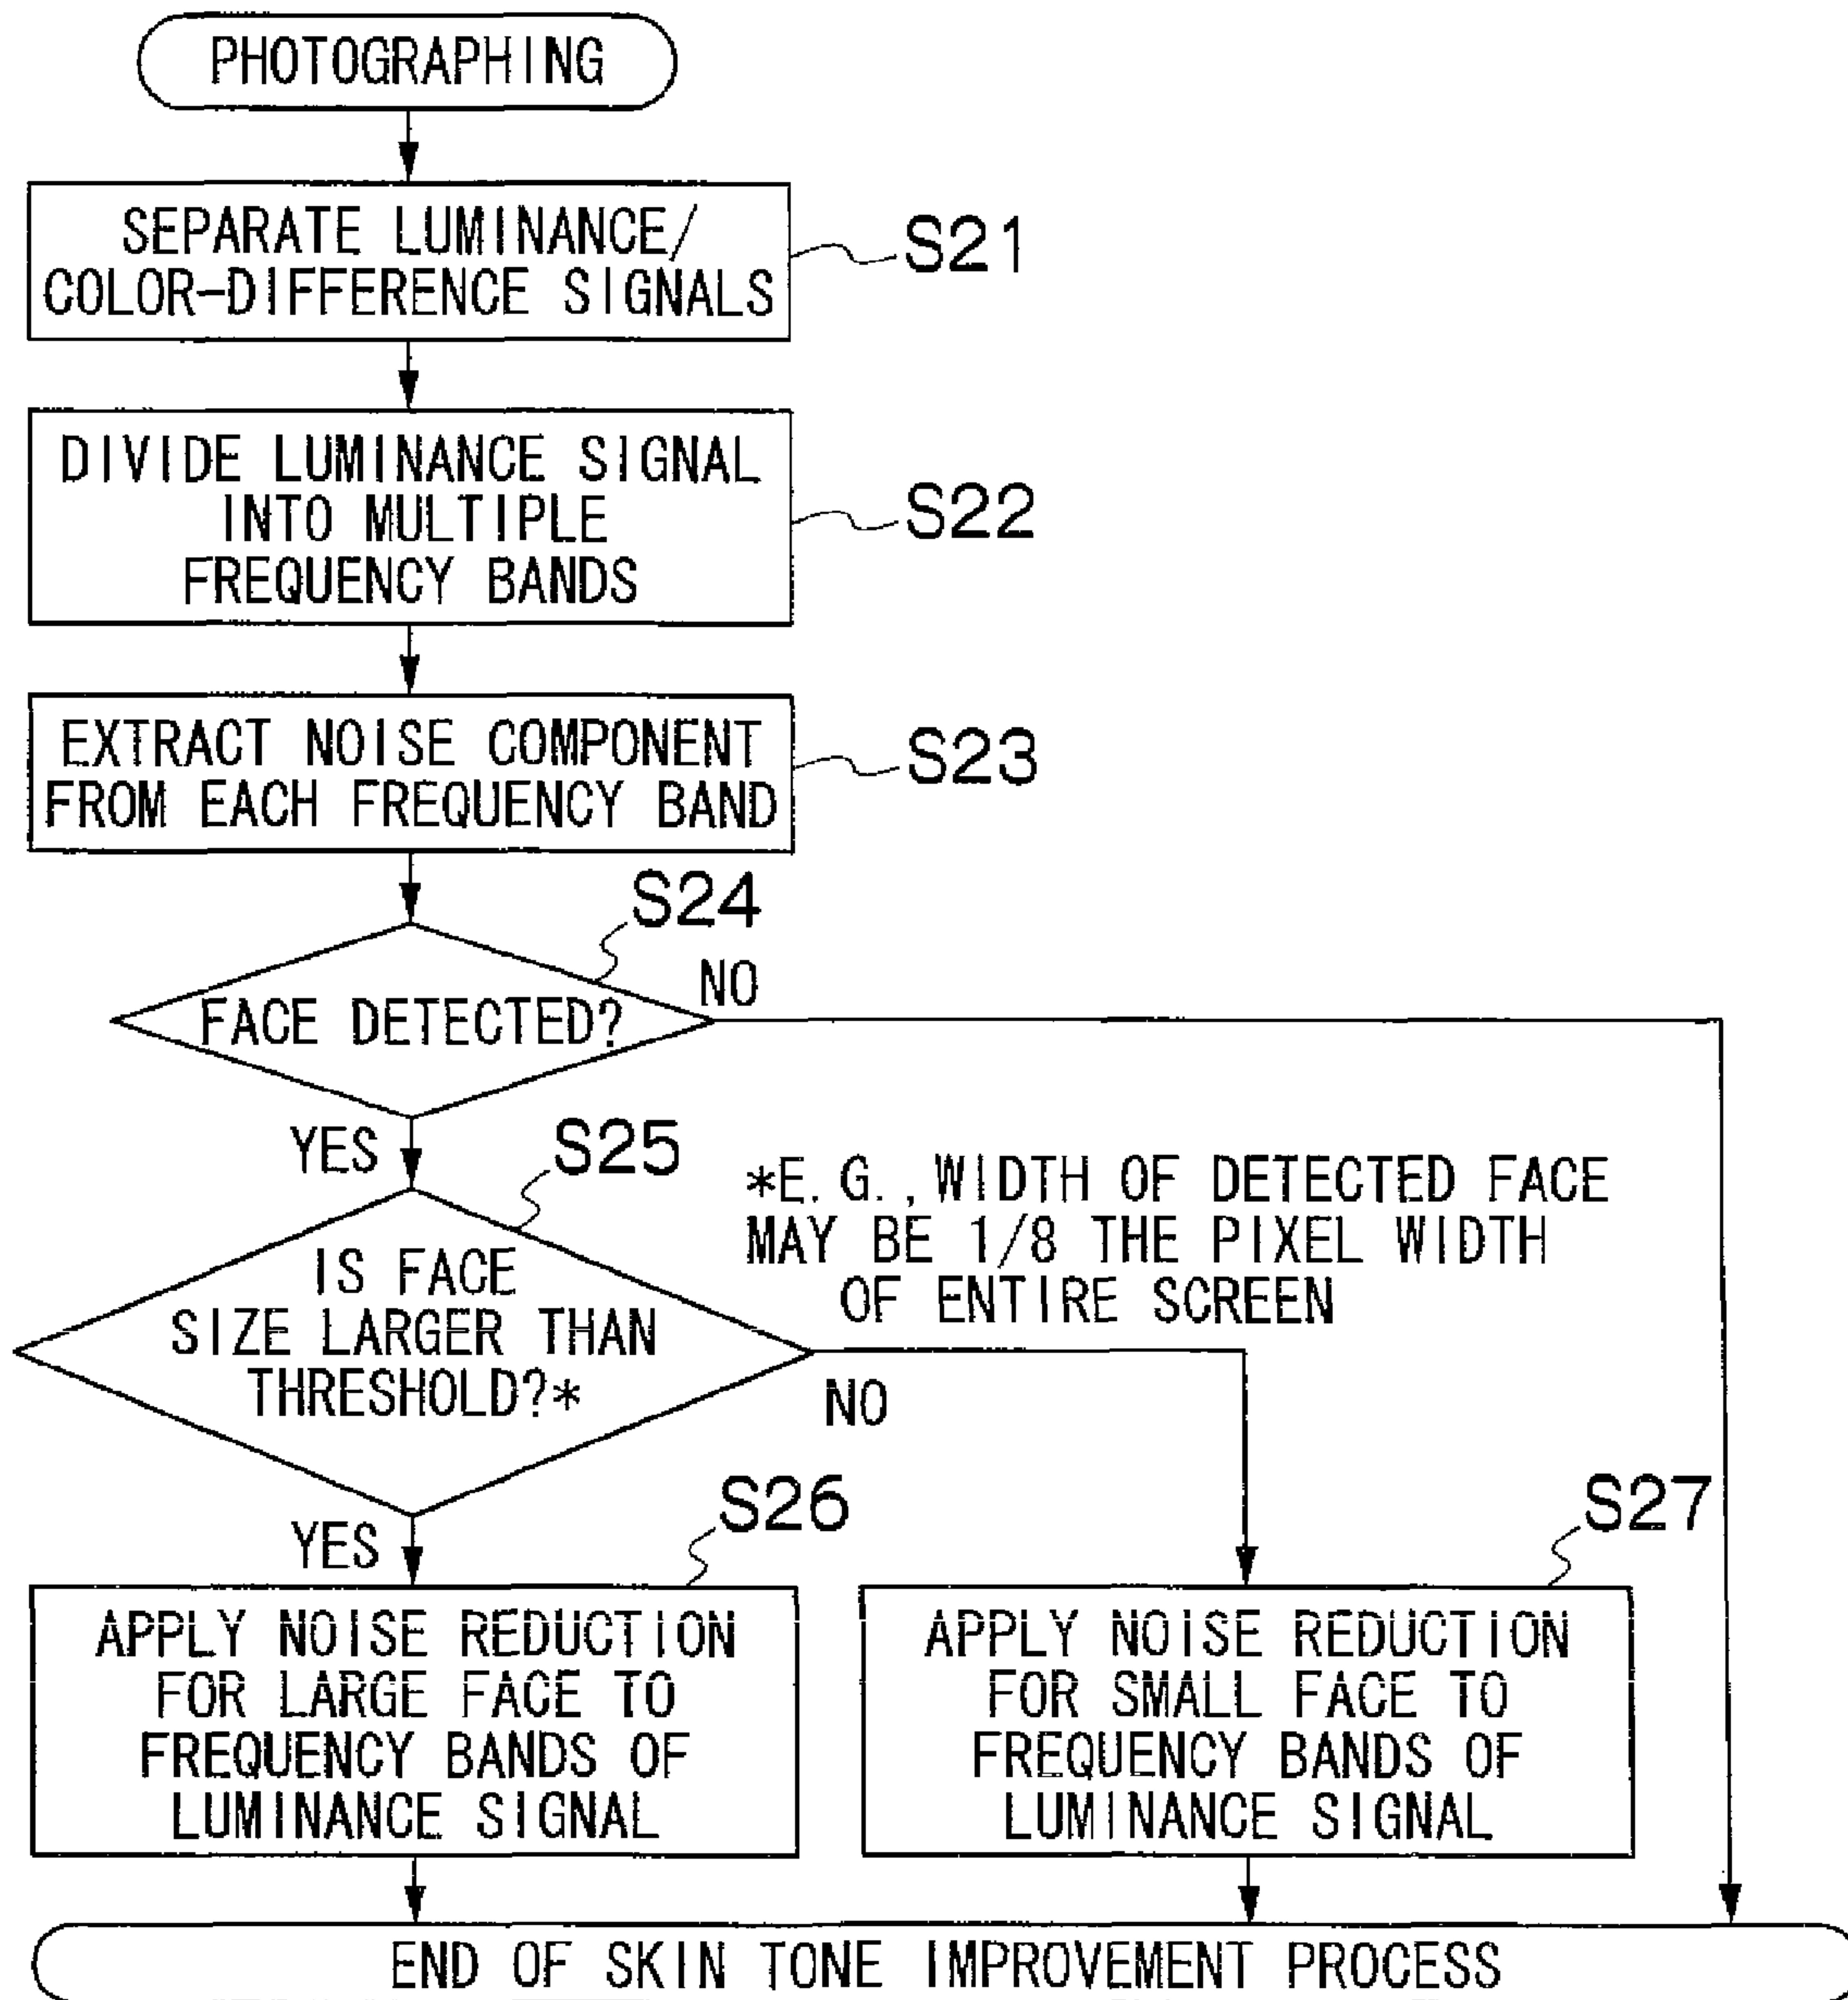 PHOTOGRAPHING
SEPARATE LUMINANCE/
COLOR-DIFFERENCE SIGNALS
S21
DIVIDE LUMINANCE SIGNAL
INTO MULTIPLE
FREQUENCY BANDS
S22
EXTRACT NOISE COMPONENT
FROM EACH FREQUENCY BAND
S23
S24
FACE DETECTED?
NO
YES
S25
*E.G.,WIDTH OF DETECTED FACE
MAY BE 1/8 THE PIXEL WIDTH
OF ENTIRE SCREEN
IS FACE
SIZE LARGER THAN
THRESHOLD?*
NO
YES
S26
S27
APPLY NOISE REDUCTION
FOR LARGE FACE TO
FREQUENCY BANDS OF
LUMINANCE SIGNAL
APPLY NOISE REDUCTION
FOR SMALL FACE TO
FREQUENCY BANDS OF
LUMINANCE SIGNAL
END OF SKIN TONE IMPROVEMENT PROCESS